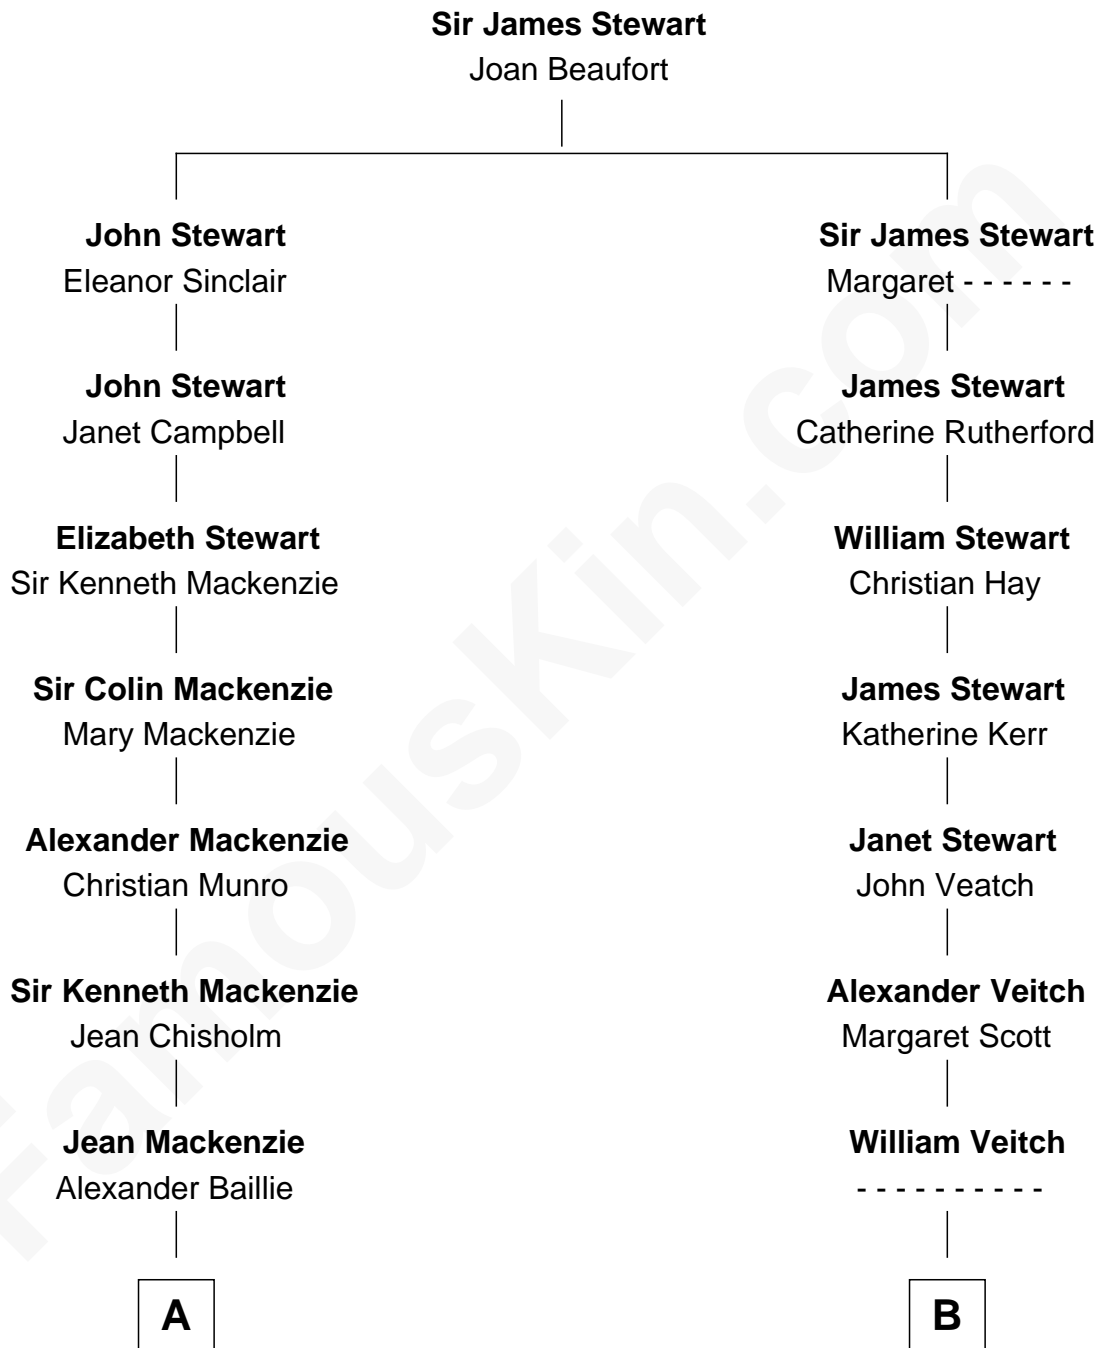 Sir James Stewart
Joan Beaufort
John Stewart
Eleanor Sinclair
Sir James Stewart
Margaret - - - - - -
John Stewart
Janet Campbell
James Stewart
Catherine Rutherford
Elizabeth Stewart
Sir Kenneth Mackenzie
William Stewart
Christian Hay
Sir Colin Mackenzie
Mary Mackenzie
James Stewart
Katherine Kerr
Alexander Mackenzie
Christian Munro
Janet Stewart
John Veatch
Sir Kenneth Mackenzie
Jean Chisholm
Alexander Veitch
Margaret Scott
Jean Mackenzie
Alexander Baillie
William Veitch
- - - - - - - - - -
A
B
FamousKin.com